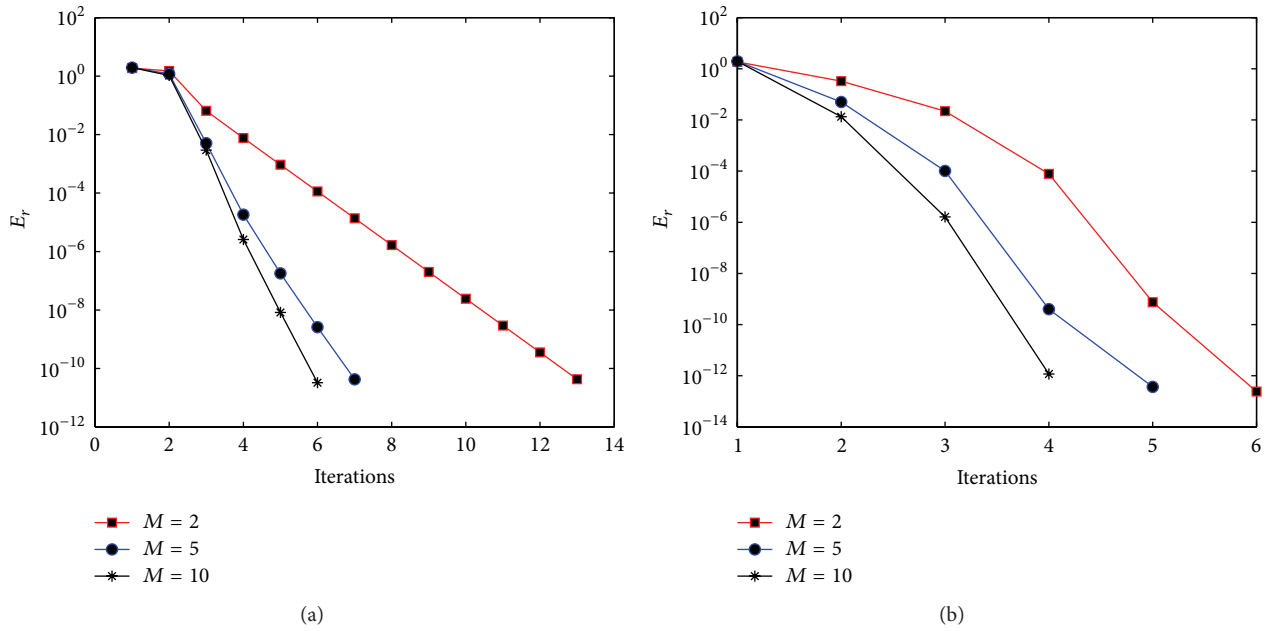 10^2
10^0
10^−2
10^−4
10^−6
10^−8
10^−10
10^−12
E_r
0 2 4 6 8 10 12 14
Iterations
M = 2
M = 5
M = 10
(a)
10^2
10^0
10^−2
10^−4
10^−6
10^−8
10^−10
10^−12
10^−14
E_r
1 2 3 4 5 6
Iterations
M = 2
M = 5
M = 10
(b)